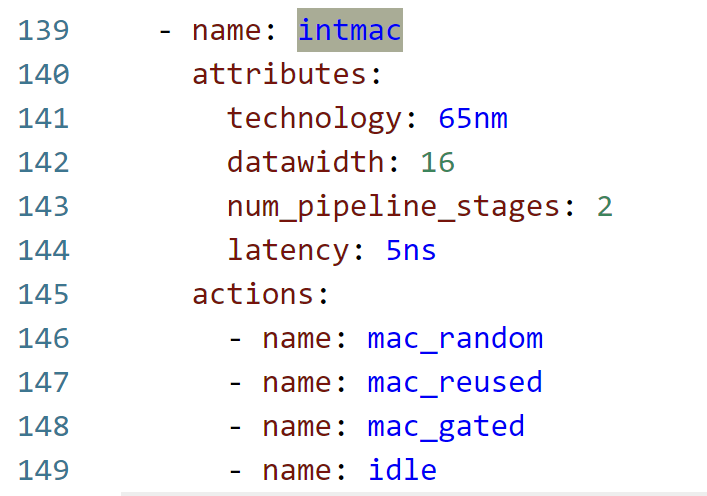 139 - name: intmac
140 attributes:
141 technology: 65nm
142 datawidth: 16
143 num_pipeline_stages: 2
144 latency: 5ns
145 actions:
146 - name: mac_random
147 - name: mac_reused
148 - name: mac_gated
149 - name: idle